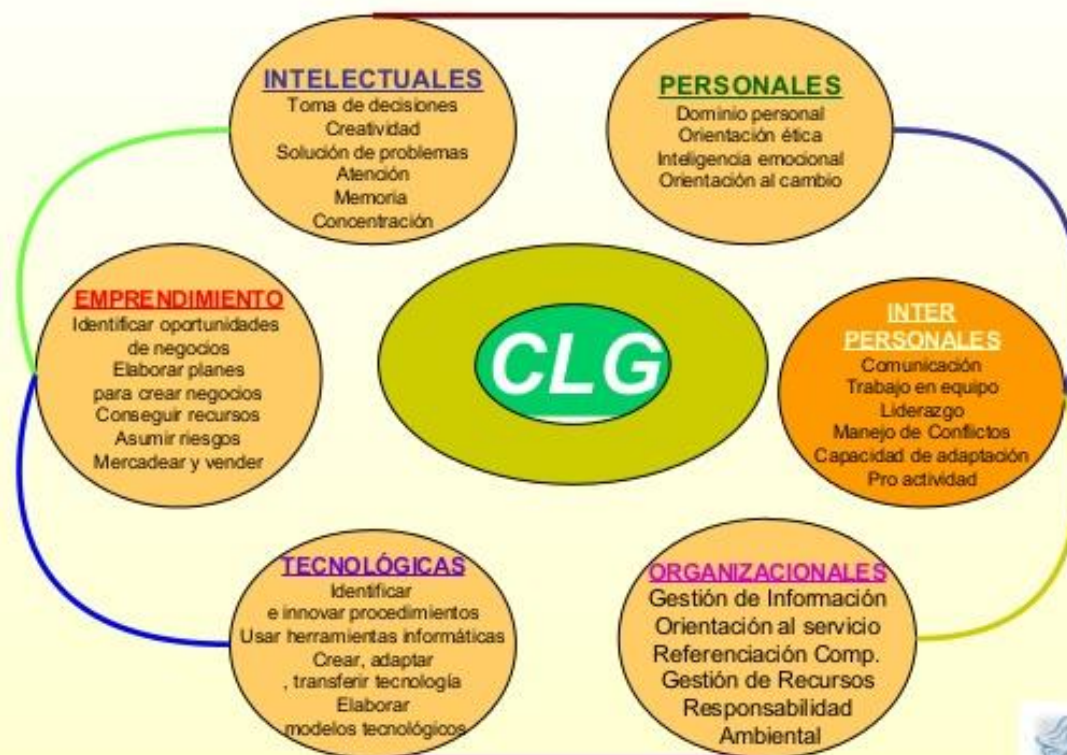 INTELECTUALES
Toma de decisiones
Creatividad
Solución de problemas
Atención
Memoria
Concentración
PERSONALES
Dominio personal
Orientación ética
Inteligencia emocional
Orientación al cambio
EMPRENDIMIENTO
Identificar oportunidades
de negocios
Elaborar planes
para crear negocios
Conseguir recursos
Asumir riesgos
Mercadear y vender
CLG
INTER
PERSONALES
Comunicación
Trabajo en equipo
Liderazgo
Manejo de Conflictos
Capacidad de adaptación
Pro actividad
TECNOLÓGICAS
Identificar
e innovar procedimientos
Usar herramientas informáticas
Crear, adaptar
, transferir tecnología
Elaborar
modelos tecnológicos
ORGANIZACIONALES
Gestión de Información
Orientación al servicio
Referenciación Comp.
Gestión de Recursos
Responsabilidad
Ambiental